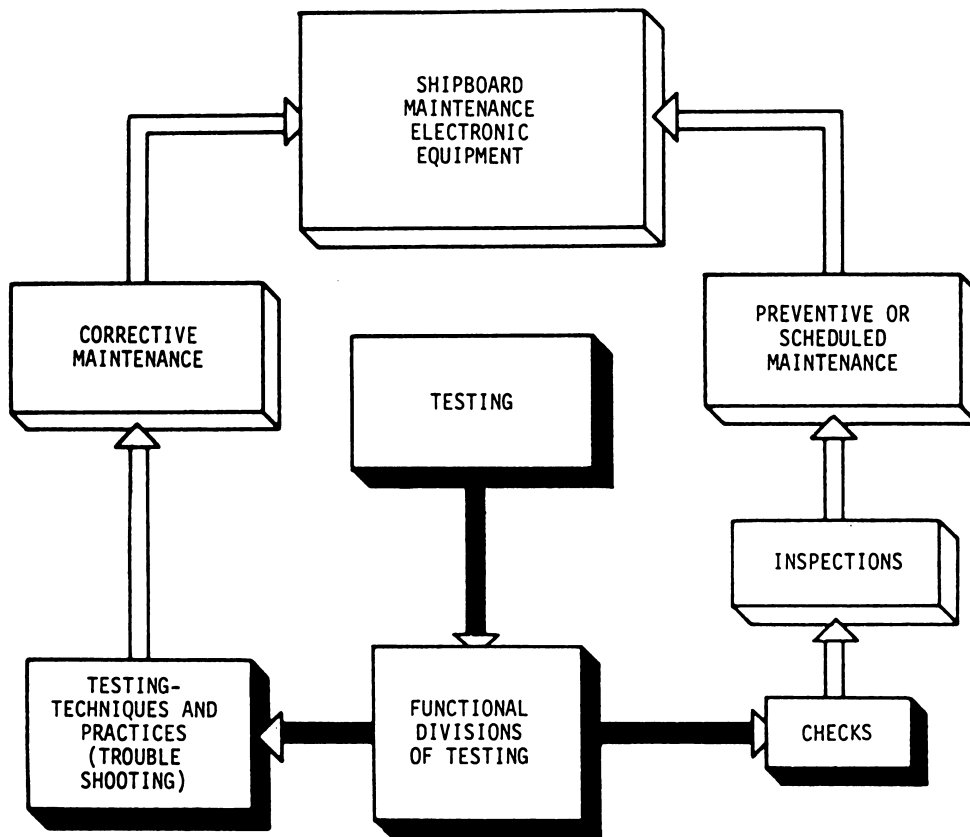 SHIPBOARD
MAINTENANCE
ELECTRONIC
EQUIPMENT
CORRECTIVE
MAINTENANCE
PREVENTIVE OR
SCHEDULED
MAINTENANCE
TESTING
INSPECTIONS
TESTING-
TECHNIQUES AND
PRACTICES
(TROUBLE
SHOOTING)
FUNCTIONAL
DIVISIONS
OF TESTING
CHECKS